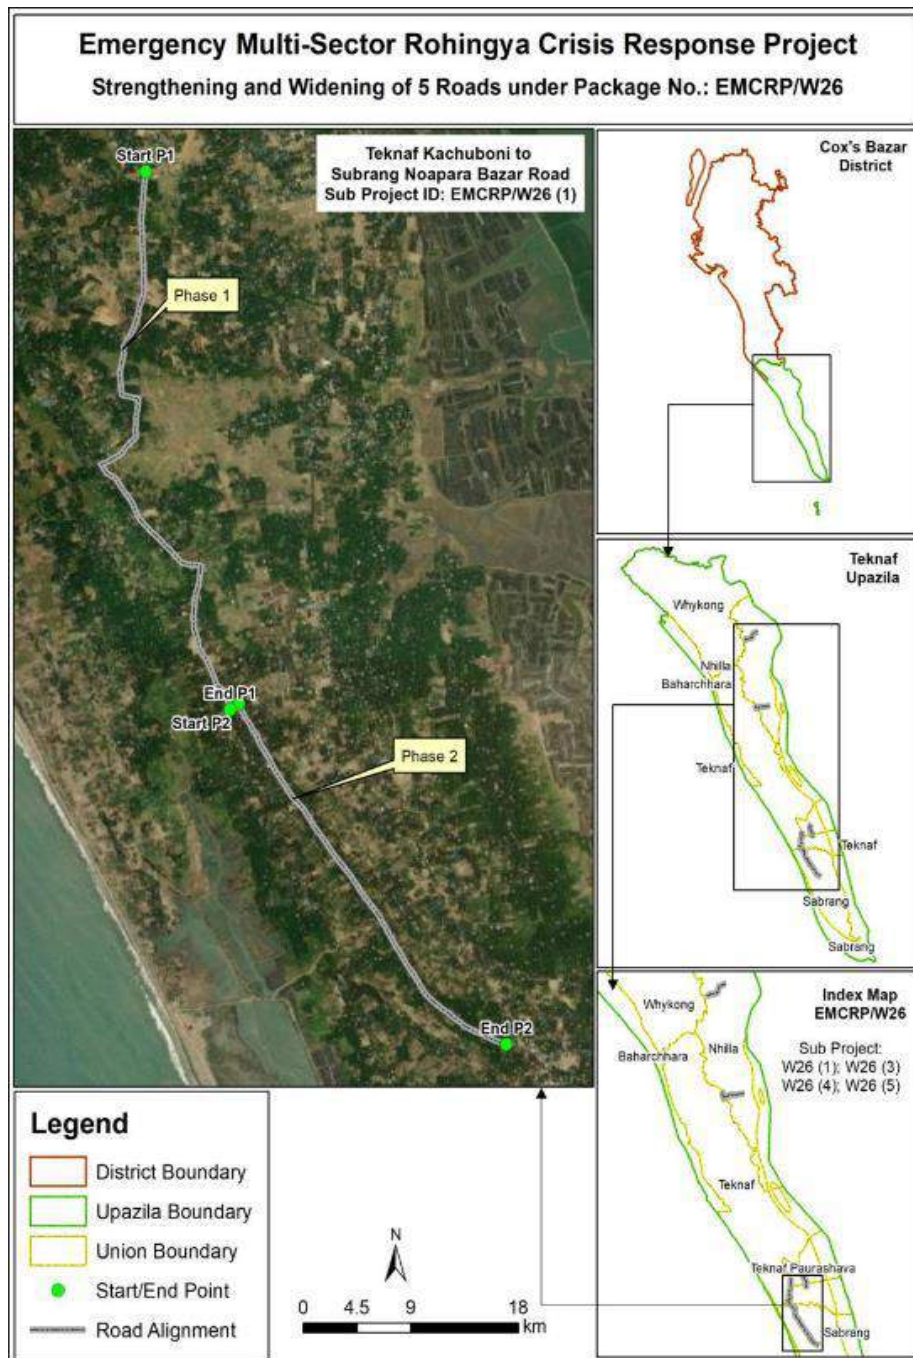 Emergency Multi-Sector Rohingya Crisis Response Project
Strengthening and Widening of 5 Roads under Package No.: EMCRP/W26
Start P1
Teknaf Kachuboni to
Subrang Noapara Bazar Road
Sub Project ID: EMCRP/W26 (1)
Phase 1
End P1
Start P2
Phase 2
End P2
Cox's Bazar
District
Teknaf
Upazila
Whykong
Nhilla
Baharchhara
Teknaf
Teknaf
Sabrang
Sabrang
Index Map
EMCRP/W26
Sub Project:
W26 (1); W26 (3)
W26 (4); W26 (5)
Whykong
Baharchhara
Nhilla
Teknaf
Teknaf Paurashava
Sabrang
Legend
District Boundary
Upazila Boundary
Union Boundary
Start/End Point
Road Alignment
N
0 4.5 9 18
km